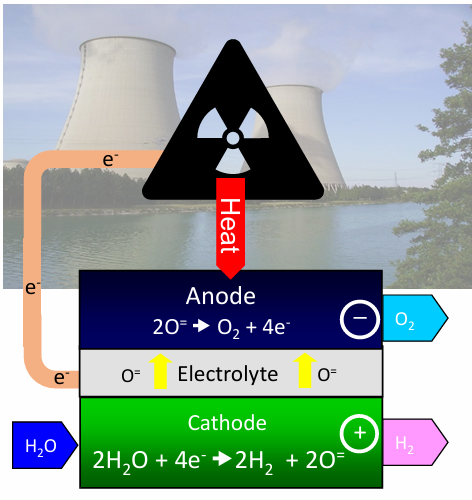 e⁻
Heat
e⁻
Anode
2O⁼ → O₂ + 4e⁻
−
O₂
e⁻
O⁼ Electrolyte O⁼
Cathode
+
H₂O
2H₂O + 4e⁻ → 2H₂ + 2O⁼
H₂